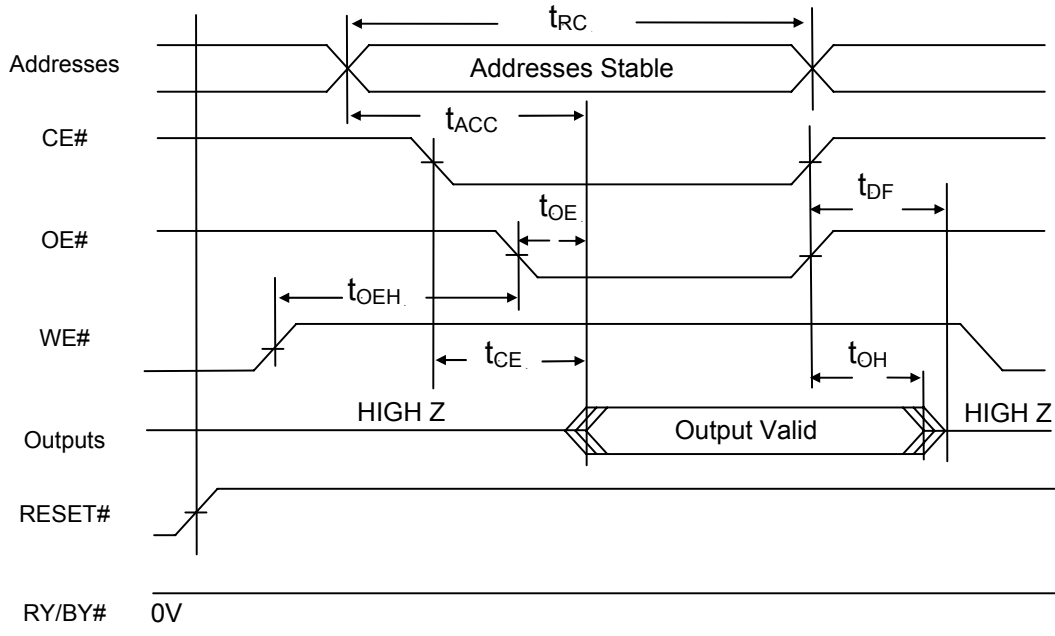 tRC
Addresses
Addresses Stable
tACC
CE#
tDF
tOE
OE#
tOEH
WE#
tCE
tOH
HIGH Z
HIGH Z
Outputs
Output Valid
RESET#
RY/BY#
0V